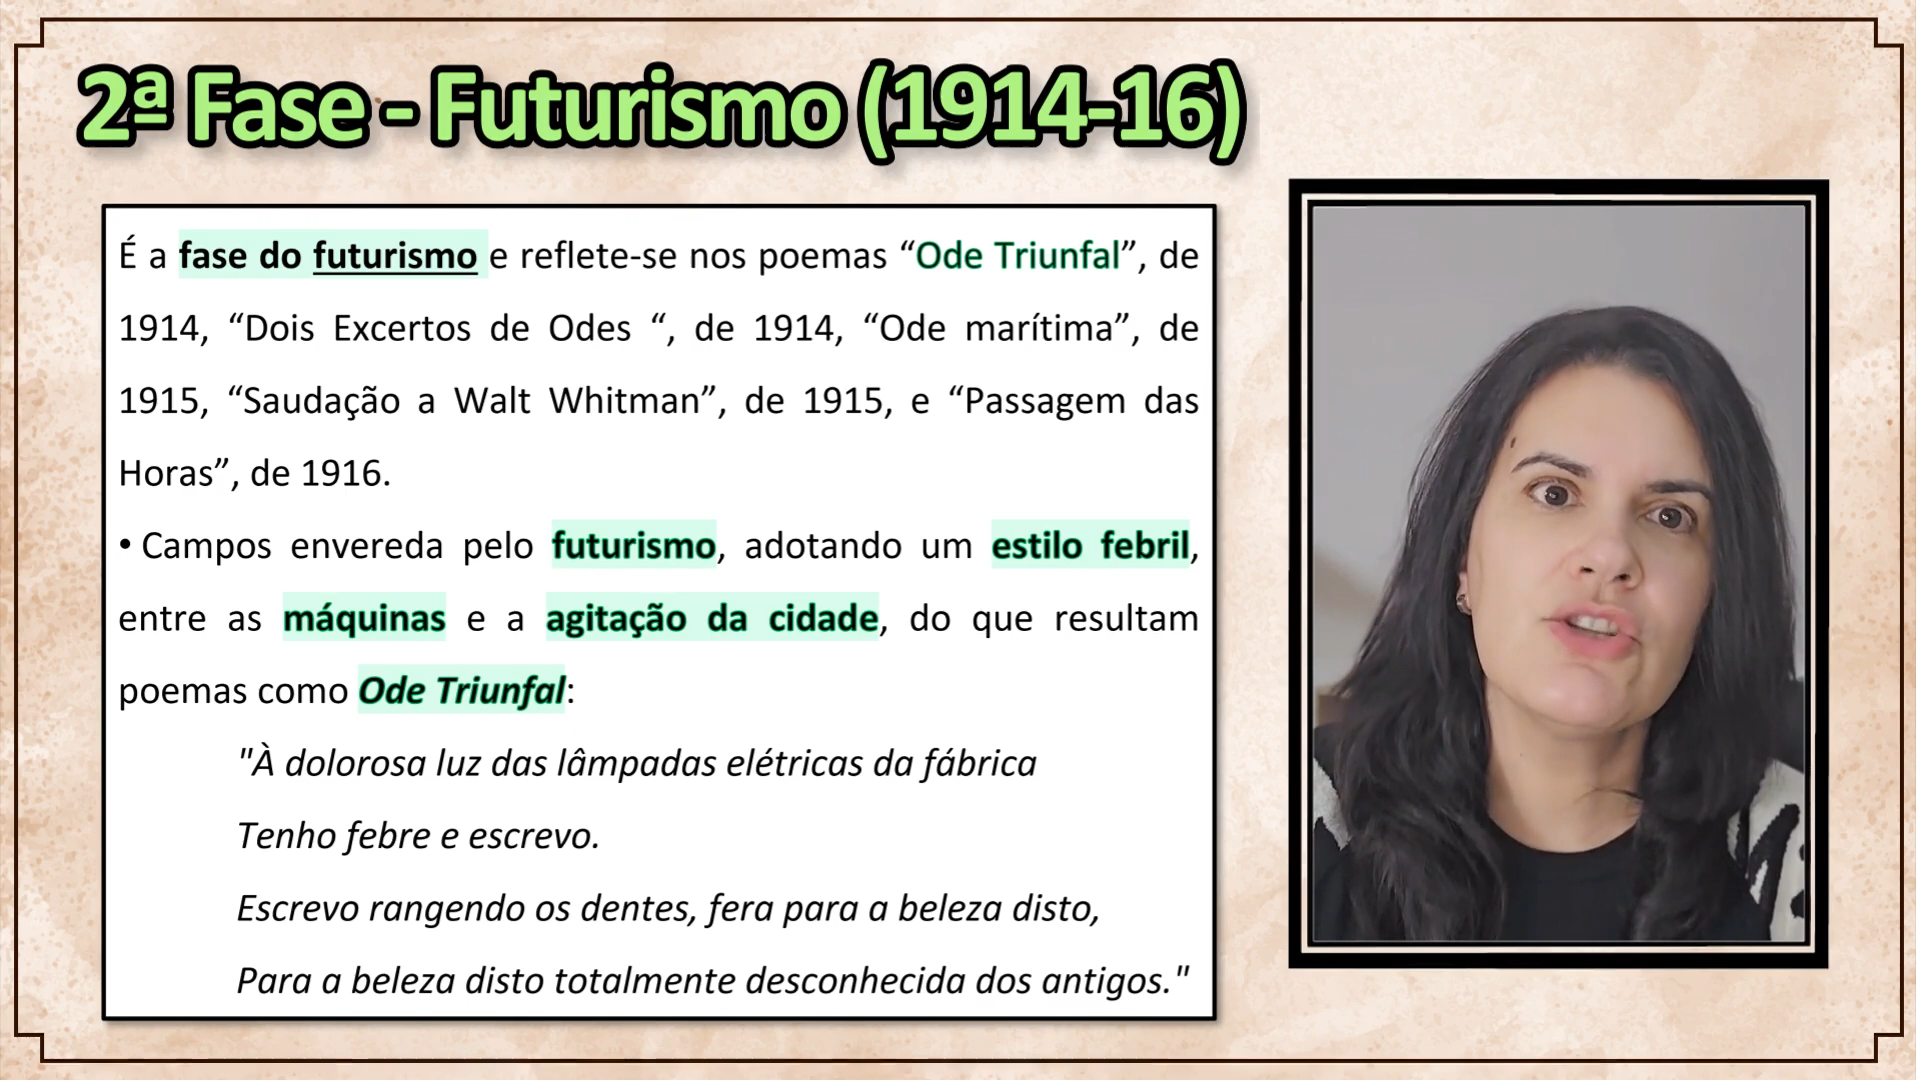 2ª Fase - Futurismo (1914-16)
É a fase do futurismo e reflete-se nos poemas “Ode Triunfal”, de
1914, “Dois Excertos de Odes “, de 1914, “Ode marítima”, de
1915, “Saudação a Walt Whitman”, de 1915, e “Passagem das
Horas”, de 1916.
• Campos envereda pelo futurismo, adotando um estilo febril,
entre as máquinas e a agitação da cidade, do que resultam
poemas como Ode Triunfal:
"À dolorosa luz das lâmpadas elétricas da fábrica
Tenho febre e escrevo.
Escrevo rangendo os dentes, fera para a beleza disto,
Para a beleza disto totalmente desconhecida dos antigos."